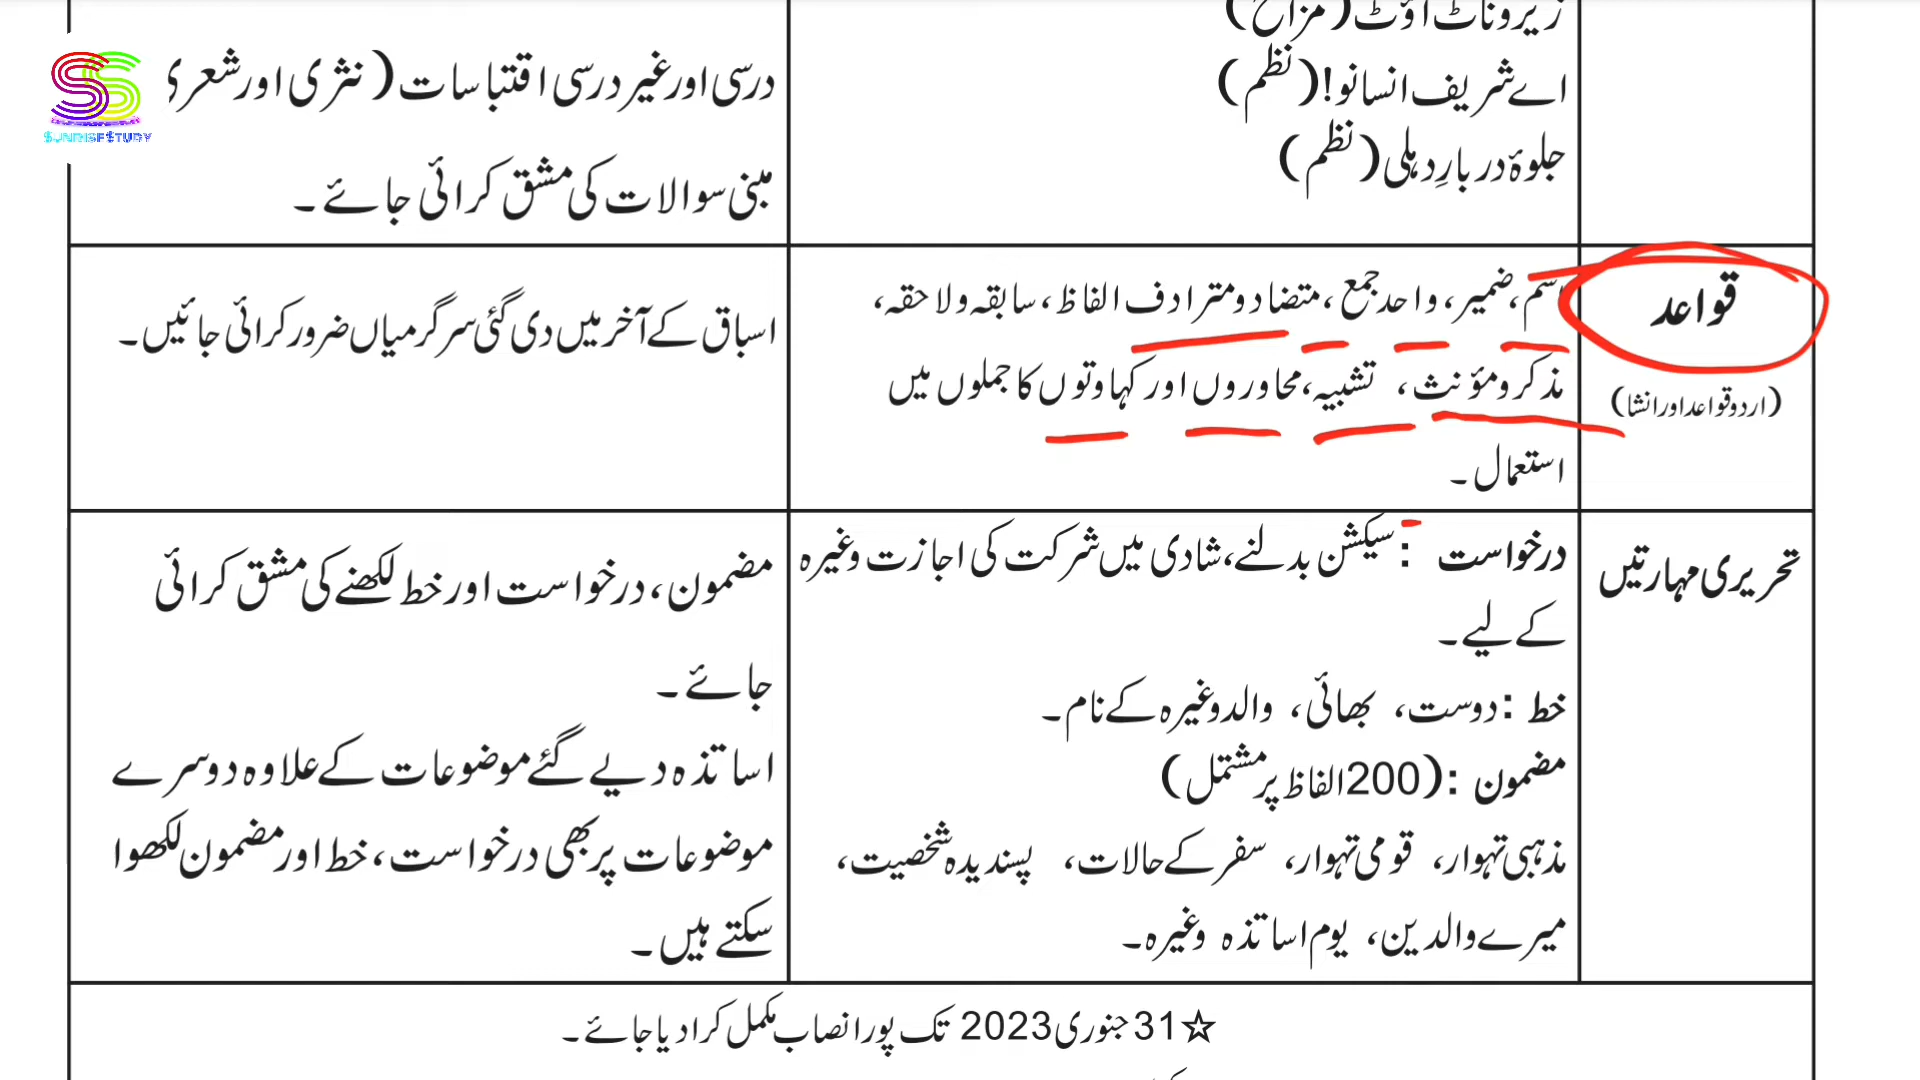 زیرو ناٹ آؤٹ (مزاح)
اے شریف انسانو! (نظم)
جلوۂ دربارِ دہلی (نظم)
درسی اور غیر درسی اقتباسات (نثری اور شعری
مبنی سوالات کی مشق کرائی جائے۔
SUNRISE STUDY
قواعد
(اردو قواعد اور انشا)
اسم، ضمیر، واحد جمع، متضاد و مترادف الفاظ، سابقہ و لاحقہ،
مذکر و مؤنث، تشبیہ، محاوروں اور کہاوتوں کا جملوں میں
استعمال۔
اسباق کے آخر میں دی گئی سرگرمیاں ضرور کرائی جائیں۔
تحریری مہارتیں
درخواست : سیکشن بدلنے، شادی میں شرکت کی اجازت وغیرہ
کے لیے۔
خط : دوست، بھائی، والد وغیرہ کے نام۔
مضمون : (200 الفاظ پر مشتمل)
مذہبی تہوار، قومی تہوار، سفر کے حالات، پسندیدہ شخصیت،
میرے والدین، یوم اساتذہ وغیرہ۔
مضمون، درخواست اور خط لکھنے کی مشق کرائی
جائے۔
اساتذہ دیے گئے موضوعات کے علاوہ دوسرے
موضوعات پر بھی درخواست، خط اور مضمون لکھوا
سکتے ہیں۔
☆31 جنوری 2023 تک پورا نصاب مکمل کرا دیا جائے۔